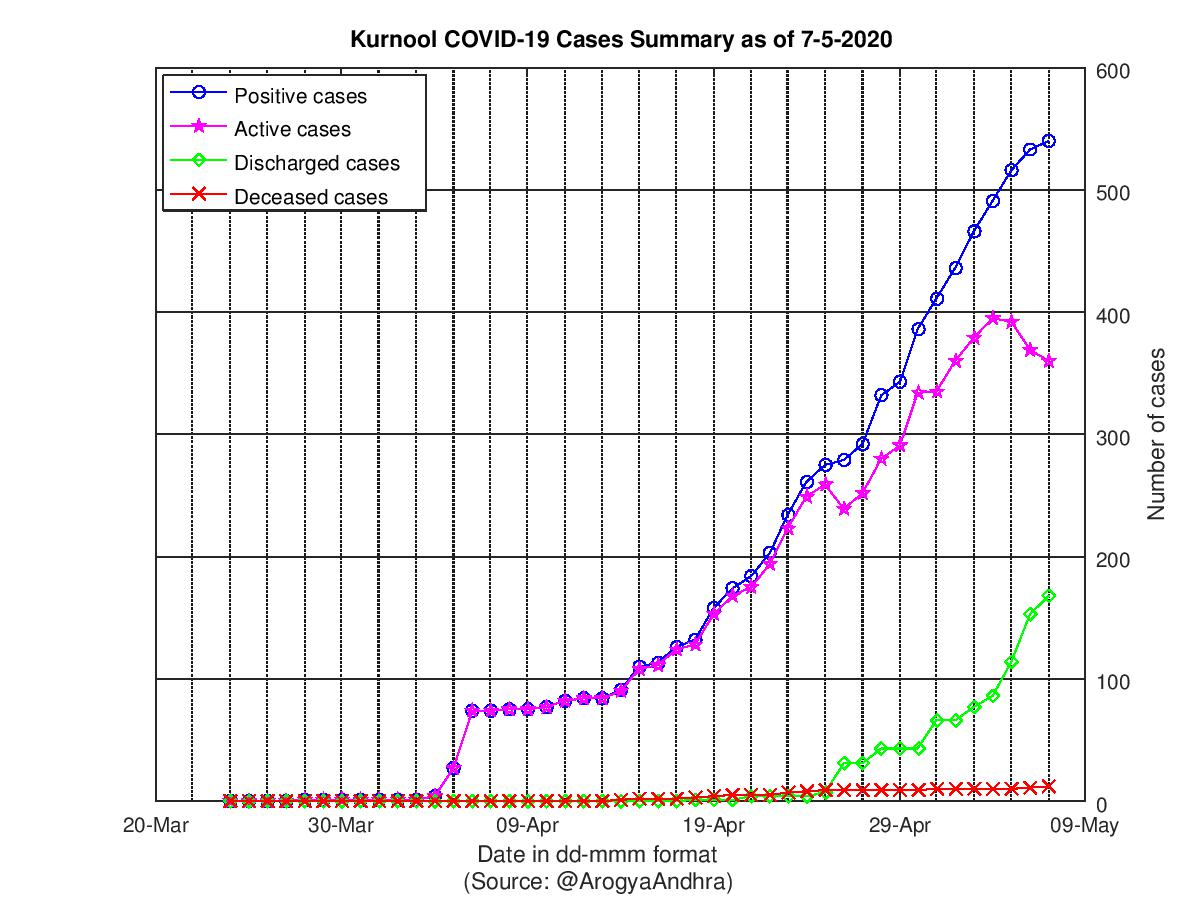 Kurnool COVID-19 Cases Summary as of 7-5-2020
Positive cases
Active cases
Discharged cases
Deceased cases
600
500
400
300
200
100
0
Number of cases
20-Mar 30-Mar 09-Apr 19-Apr 29-Apr 09-May
Date in dd-mmm format
(Source: @ArogyaAndhra)